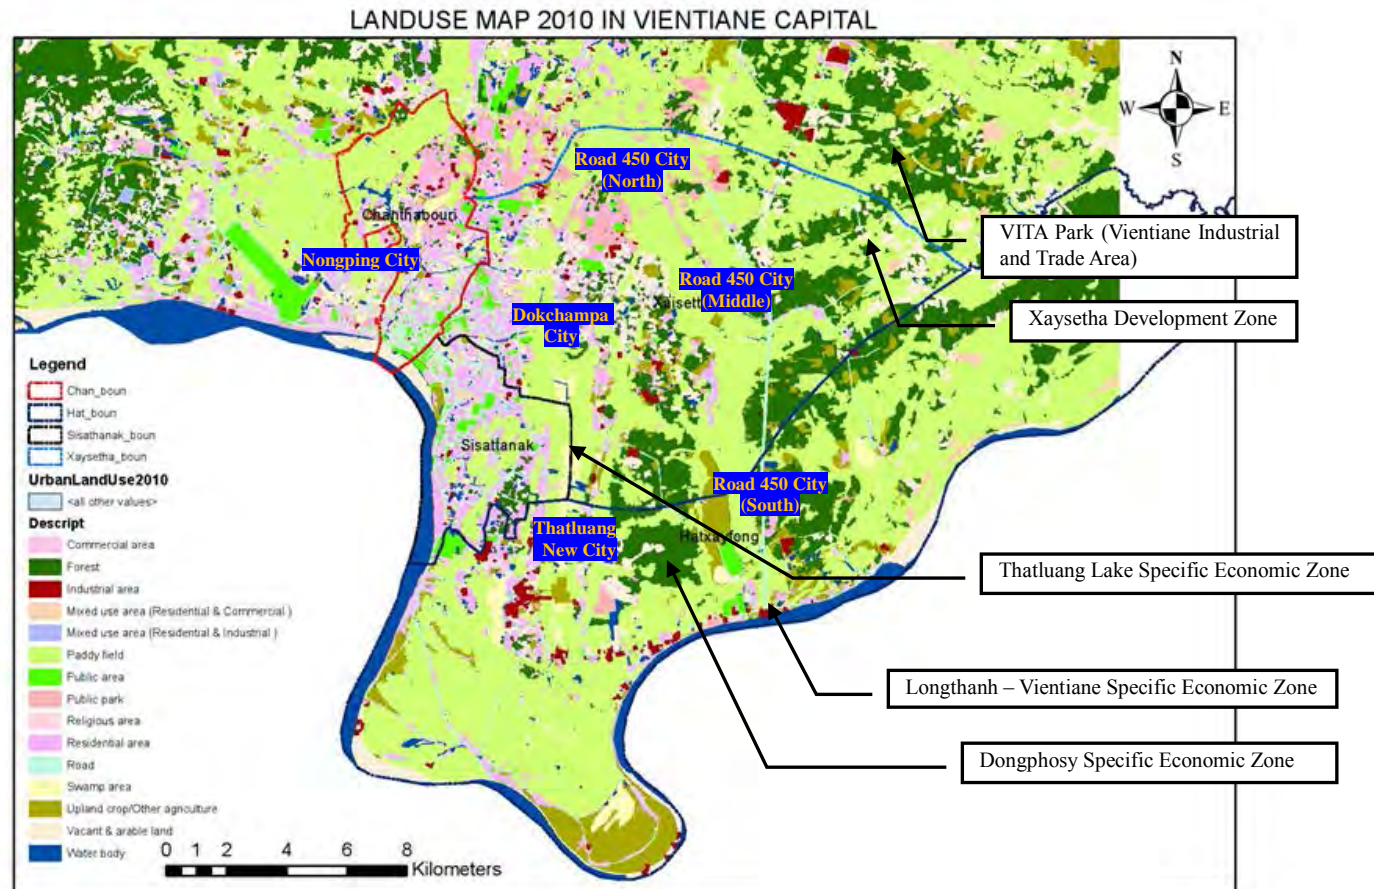 LANDUSE MAP 2010 IN VIENTIANE CAPITAL
N
W E
S
Road 450 City
(North)
Chanthabouri
Nongping City
VITA Park (Vientiane Industrial
and Trade Area)
Road 450 City
(Middle)
Xaisett
Dokchampa
City
Xaysetha Development Zone
Sisattanak
Road 450 City
(South)
Thatluang
New City
Hatxayfong
Thatluang Lake Specific Economic Zone
Longthanh – Vientiane Specific Economic Zone
Dongphosy Specific Economic Zone
Legend
Chan_boun
Hat_boun
Sisathanak_boun
Xaysetha_boun
UrbanLandUse2010
<all other values>
Descript
Commercial area
Forest
Industrial area
Mixed use area (Residential & Commercial )
Mixed use area (Residential & Industrial )
Paddy field
Public area
Public park
Religious area
Residential area
Road
Swamp area
Upland crop/Other agriculture
Vacant & arable land
Water body
0 1 2 4 6 8
Kilometers